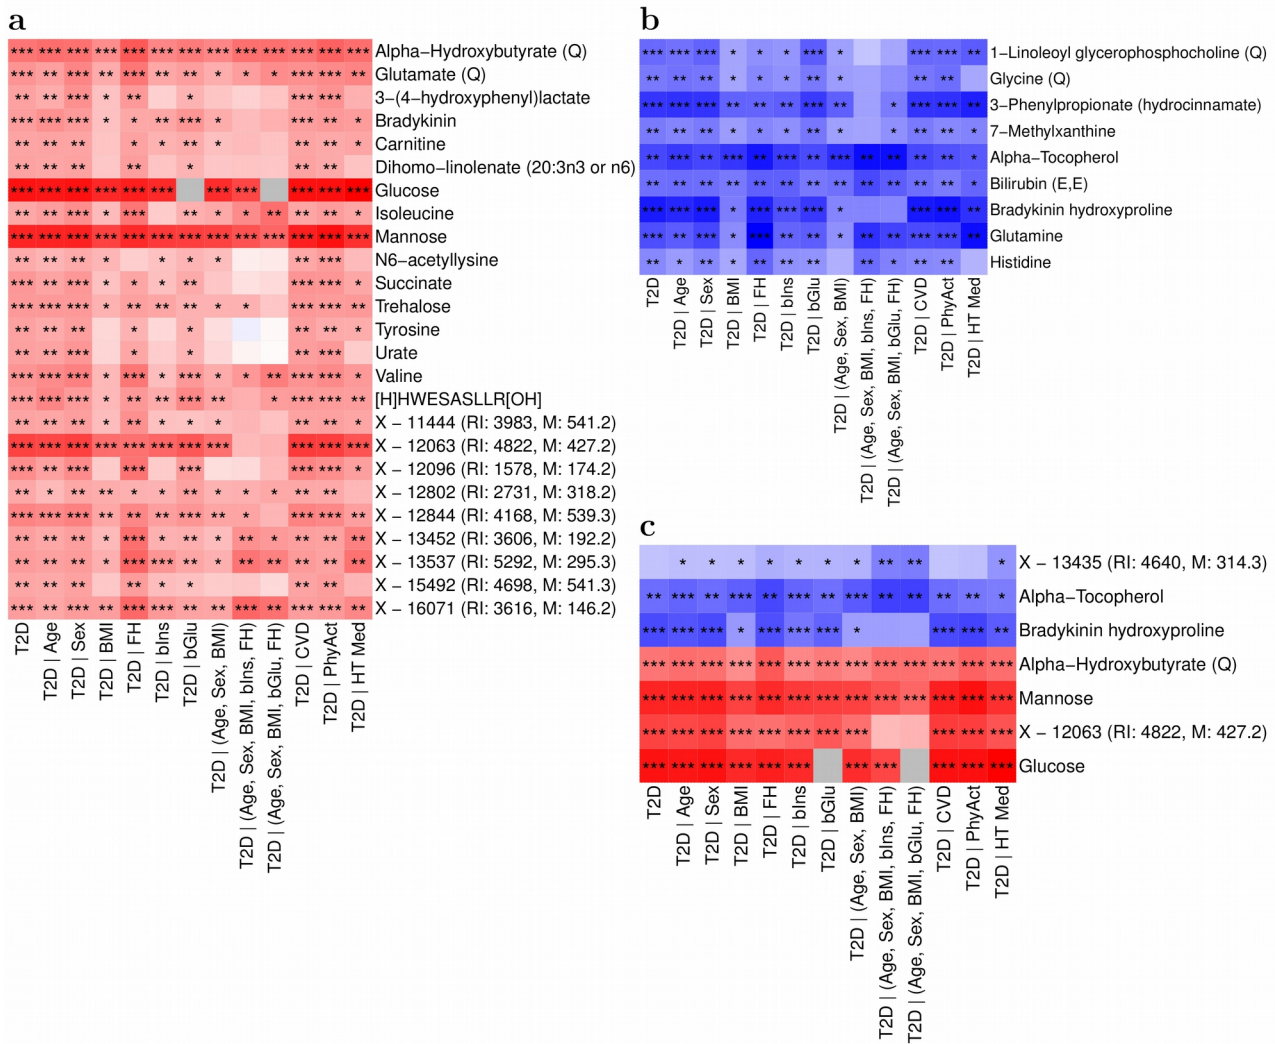 a
Alpha−Hydroxybutyrate (Q)
Glutamate (Q)
3−(4−hydroxyphenyl)lactate
Bradykinin
Carnitine
Dihomo−linolenate (20:3n3 or n6)
Glucose
Isoleucine
Mannose
N6−acetyllysine
Succinate
Trehalose
Tyrosine
Urate
Valine
[H]HWESASLLR[OH]
X − 11444 (RI: 3983, M: 541.2)
X − 12063 (RI: 4822, M: 427.2)
X − 12096 (RI: 1578, M: 174.2)
X − 12802 (RI: 2731, M: 318.2)
X − 12844 (RI: 4168, M: 539.3)
X − 13452 (RI: 3606, M: 192.2)
X − 13537 (RI: 5292, M: 295.3)
X − 15492 (RI: 4698, M: 541.3)
X − 16071 (RI: 3616, M: 146.2)
T2D
T2D | Age
T2D | Sex
T2D | BMI
T2D | FH
T2D | bIns
T2D | bGlu
T2D | (Age, Sex, BMI)
T2D | (Age, Sex, BMI, bIns, FH)
T2D | (Age, Sex, BMI, bGlu, FH)
T2D | CVD
T2D | PhyAct
T2D | HT Med
b
1−Linoleoyl glycerophosphocholine (Q)
Glycine (Q)
3−Phenylpropionate (hydrocinnamate)
7−Methylxanthine
Alpha−Tocopherol
Bilirubin (E,E)
Bradykinin hydroxyproline
Glutamine
Histidine
T2D
T2D | Age
T2D | Sex
T2D | BMI
T2D | FH
T2D | bIns
T2D | bGlu
T2D | (Age, Sex, BMI)
T2D | (Age, Sex, BMI, bIns, FH)
T2D | (Age, Sex, BMI, bGlu, FH)
T2D | CVD
T2D | PhyAct
T2D | HT Med
c
X − 13435 (RI: 4640, M: 314.3)
Alpha−Tocopherol
Bradykinin hydroxyproline
Alpha−Hydroxybutyrate (Q)
Mannose
X − 12063 (RI: 4822, M: 427.2)
Glucose
T2D
T2D | Age
T2D | Sex
T2D | BMI
T2D | FH
T2D | bIns
T2D | bGlu
T2D | (Age, Sex, BMI)
T2D | (Age, Sex, BMI, bIns, FH)
T2D | (Age, Sex, BMI, bGlu, FH)
T2D | CVD
T2D | PhyAct
T2D | HT Med